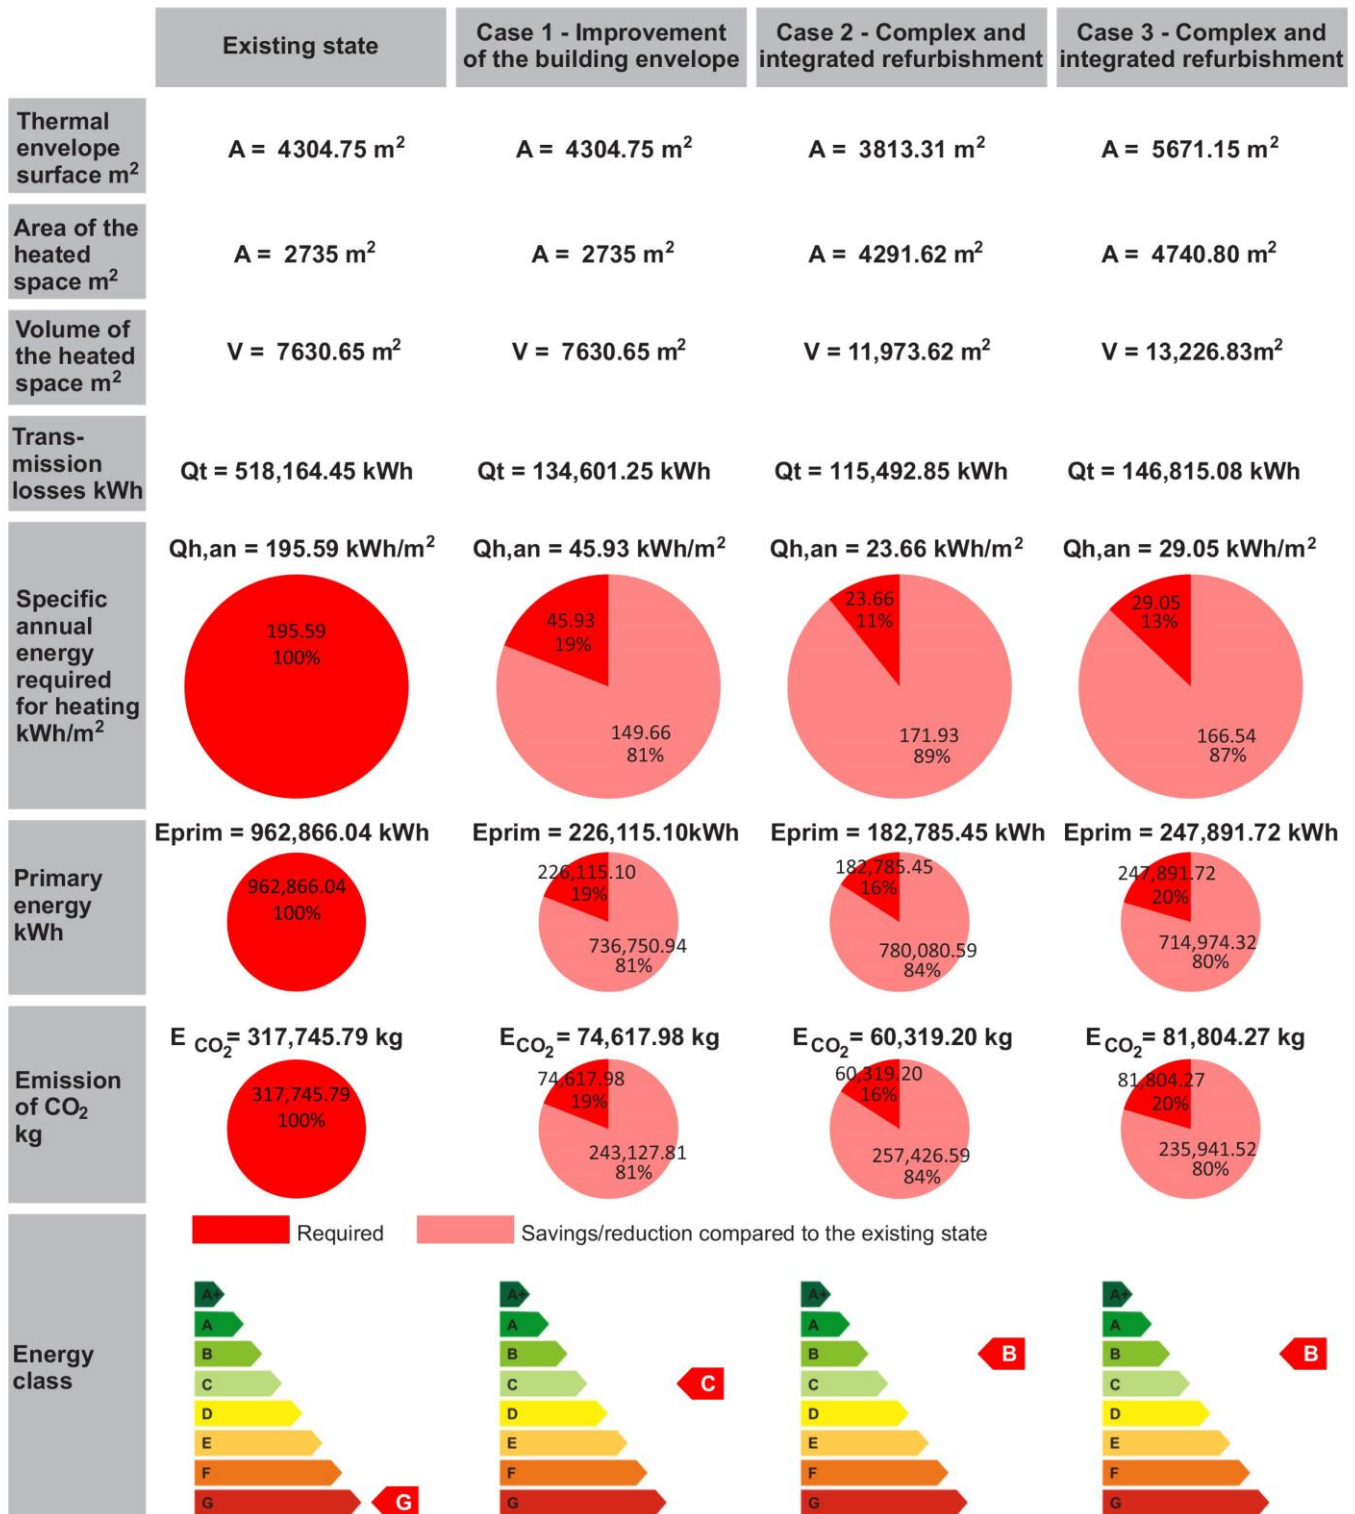 Existing state
Case 1 - Improvement
of the building envelope
Case 2 - Complex and
integrated refurbishment
Case 3 - Complex and
integrated refurbishment
Thermal
envelope
surface m²
A = 4304.75 m²
A = 4304.75 m²
A = 3813.31 m²
A = 5671.15 m²
Area of the
heated
space m²
A = 2735 m²
A = 2735 m²
A = 4291.62 m²
A = 4740.80 m²
Volume of
the heated
space m²
V = 7630.65 m²
V = 7630.65 m²
V = 11,973.62 m²
V = 13,226.83m²
Trans-
mission
losses kWh
Qt = 518,164.45 kWh
Qt = 134,601.25 kWh
Qt = 115,492.85 kWh
Qt = 146,815.08 kWh
Specific
annual
energy
required
for heating
kWh/m²
Qh,an = 195.59 kWh/m²
195.59
100%
Qh,an = 45.93 kWh/m²
45.93
19%
149.66
81%
Qh,an = 23.66 kWh/m²
23.66
11%
171.93
89%
Qh,an = 29.05 kWh/m²
29.05
13%
166.54
87%
Primary
energy
kWh
Eprim = 962,866.04 kWh
962,866.04
100%
Eprim = 226,115.10kWh
226,115.10
19%
736,750.94
81%
Eprim = 182,785.45 kWh
182,785.45
16%
780,080.59
84%
Eprim = 247,891.72 kWh
247,891.72
20%
714,974.32
80%
Emission
of CO₂
kg
E CO₂= 317,745.79 kg
317,745.79
100%
ECO₂= 74,617.98 kg
74,617.98
19%
243,127.81
81%
ECO₂= 60,319.20 kg
60,319.20
16%
257,426.59
84%
ECO₂= 81,804.27 kg
81,804.27
20%
235,941.52
80%
Required
Savings/reduction compared to the existing state
Energy
class
A+
A
B
C
D
E
F
G
G
A+
A
B
C
D
E
F
G
C
A+
A
B
C
D
E
F
G
B
A+
A
B
C
D
E
F
G
B